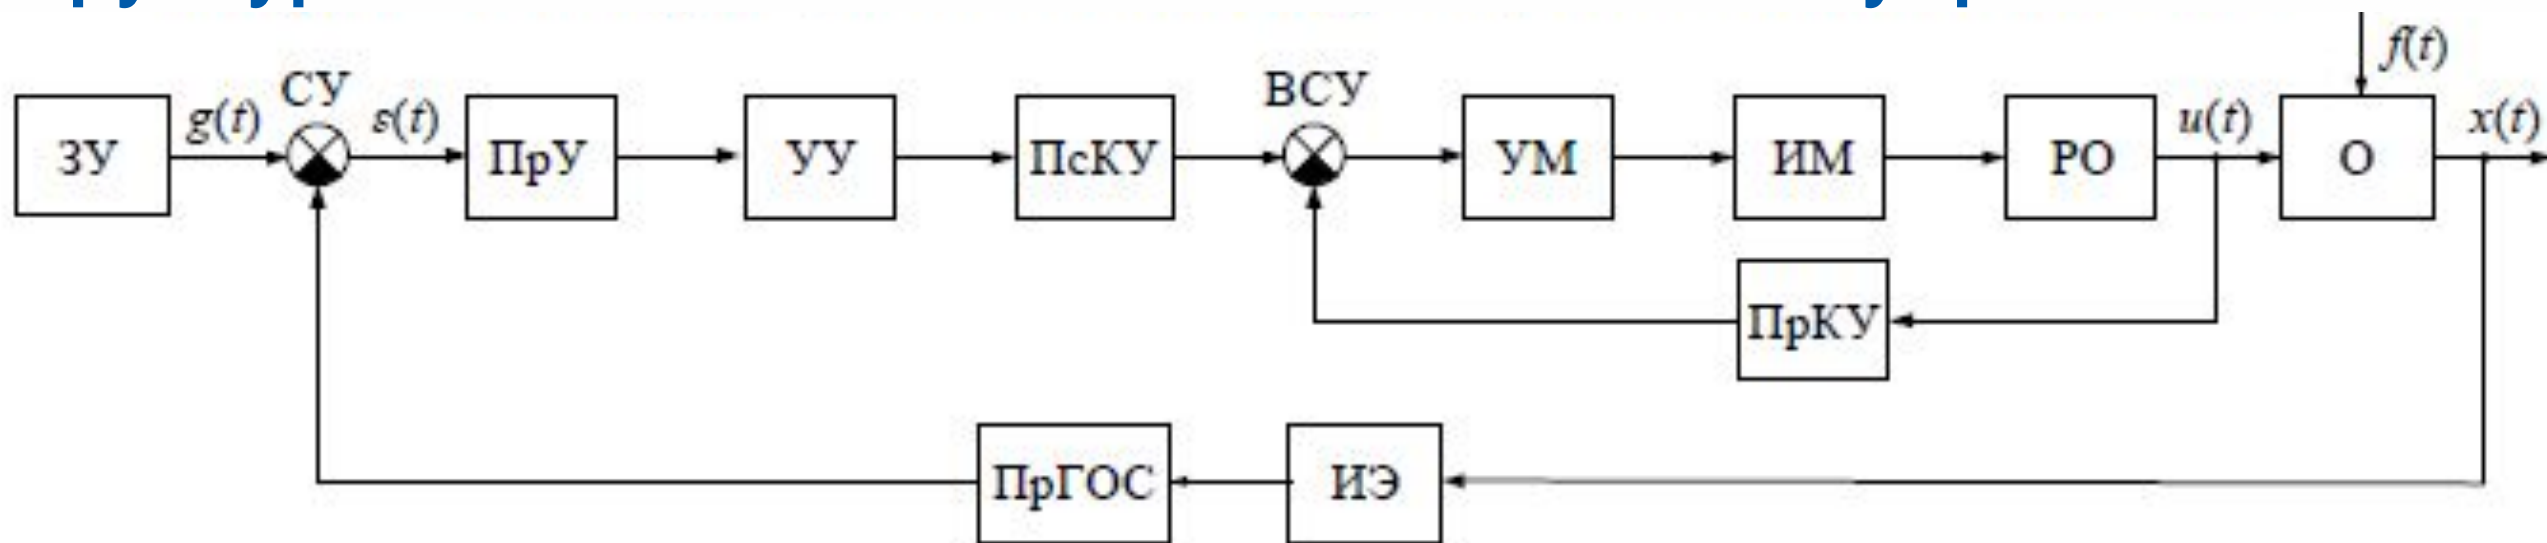 f(t)
СУ
ВСУ
ЗУ
g(t)
ε(t)
ПрУ
УУ
ПсКУ
УМ
ИМ
РО
u(t)
О
x(t)
ПрКУ
ПрГОС
ИЭ